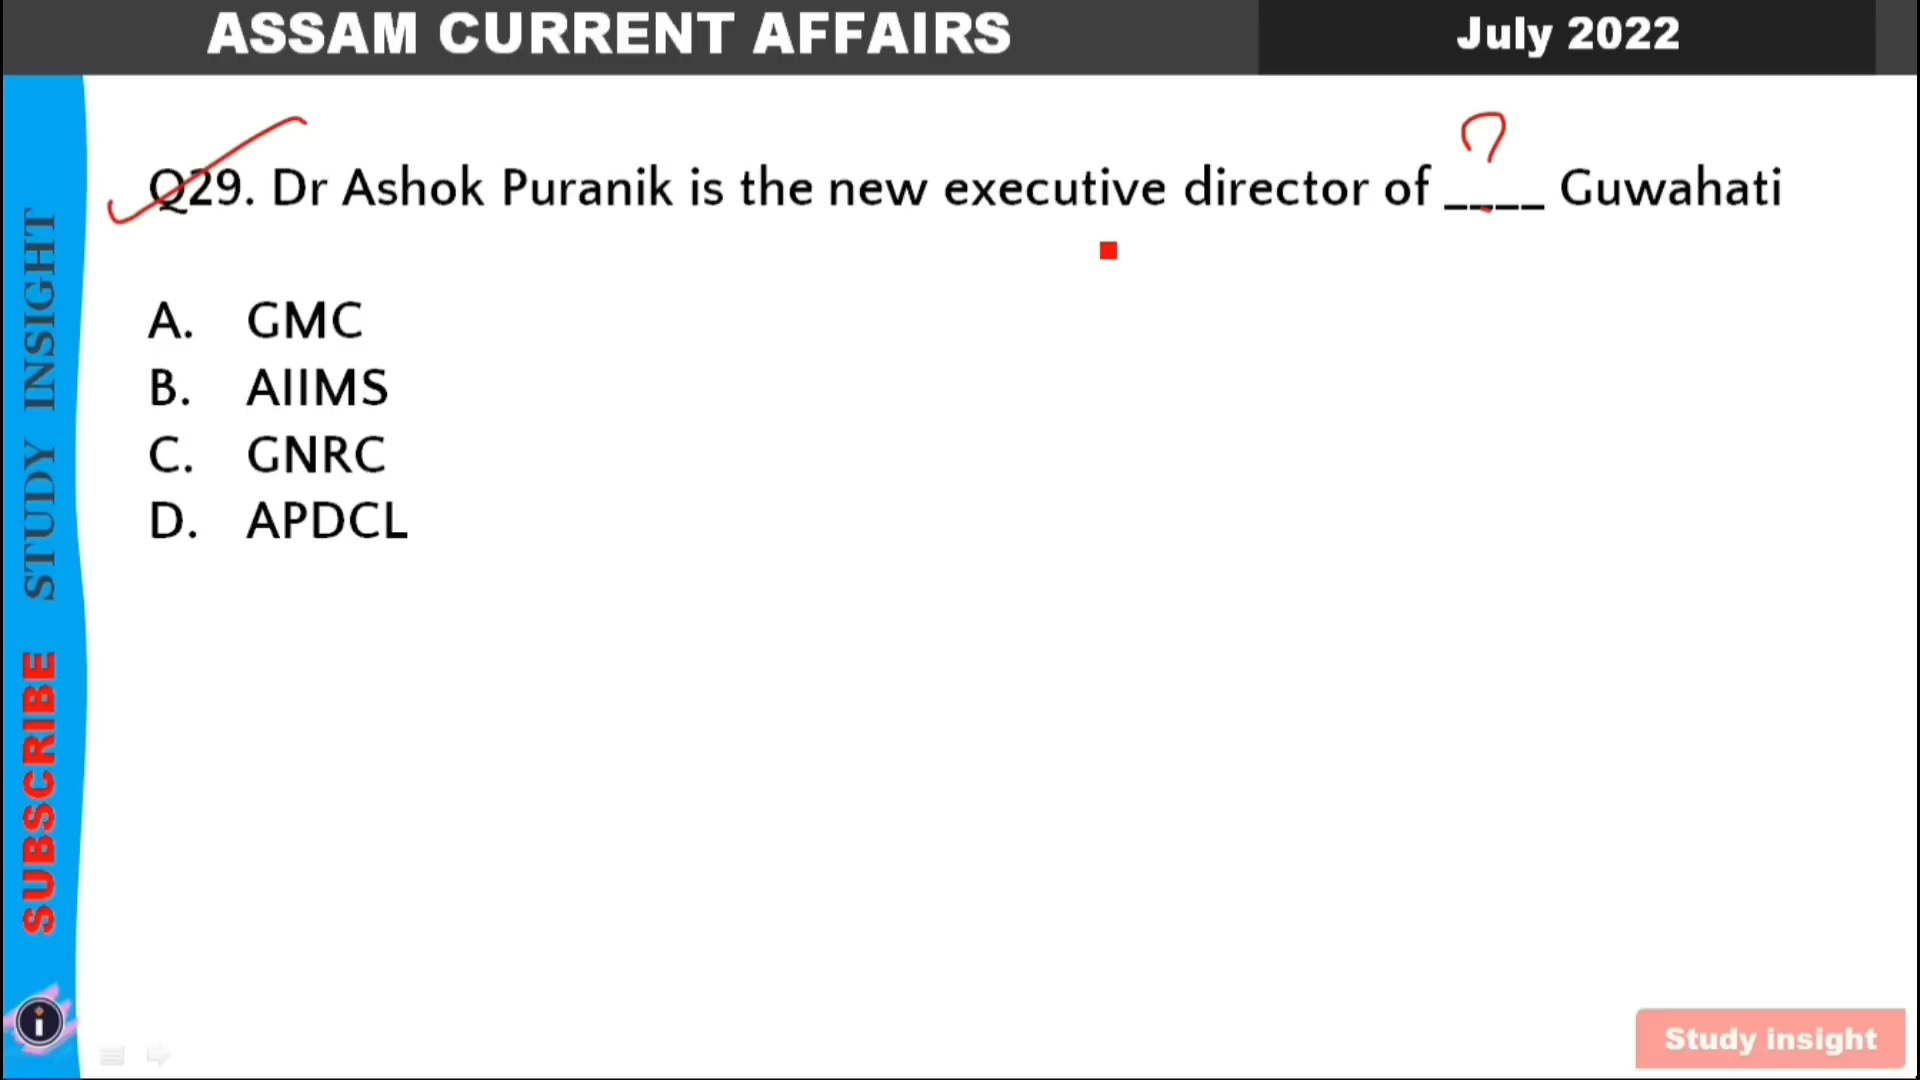 ASSAM CURRENT AFFAIRS
July 2022
Q29. Dr Ashok Puranik is the new executive director of ____ Guwahati
?
A. GMC
B. AIIMS
C. GNRC
D. APDCL
SUBSCRIBE STUDY INSIGHT
i
Study insight